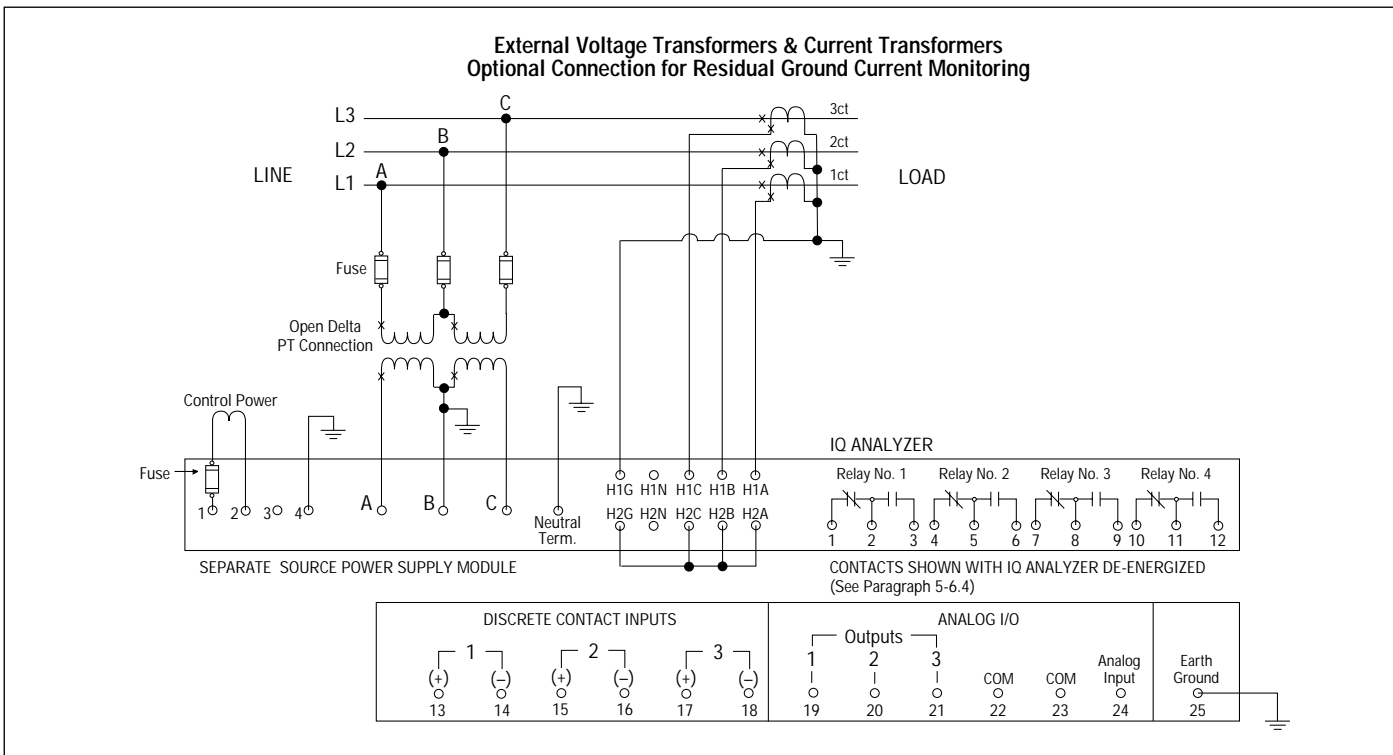 External Voltage Transformers & Current Transformers
Optional Connection for Residual Ground Current Monitoring
C
3ct
L3
B
2ct
L2
LINE
A
L1
1ct
LOAD
Fuse
Open Delta
PT Connection
Control Power
IQ ANALYZER
Fuse
Relay No. 1 Relay No. 2 Relay No. 3 Relay No. 4
H1G H1N H1C H1B H1A
1 2 3 4 A B C
Neutral
Term.
H2G H2N H2C H2B H2A
1 2 3 4 5 6 7 8 9 10 11 12
SEPARATE SOURCE POWER SUPPLY MODULE
CONTACTS SHOWN WITH IQ ANALYZER DE-ENERGIZED
(See Paragraph 5-6.4)
DISCRETE CONTACT INPUTS
1 2 3
(+) (–) (+) (–) (+) (–)
13 14 15 16 17 18
ANALOG I/O
Outputs
1 2 3
COM COM
Analog
Input
19 20 21 22 23 24
Earth
Ground
25